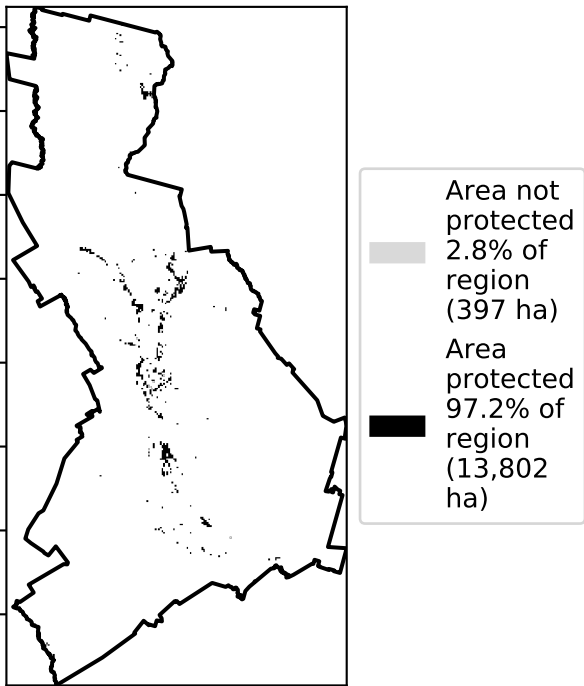 Area not
protected
2.8% of
region
(397 ha)
Area
protected
97.2% of
region
(13,802
ha)